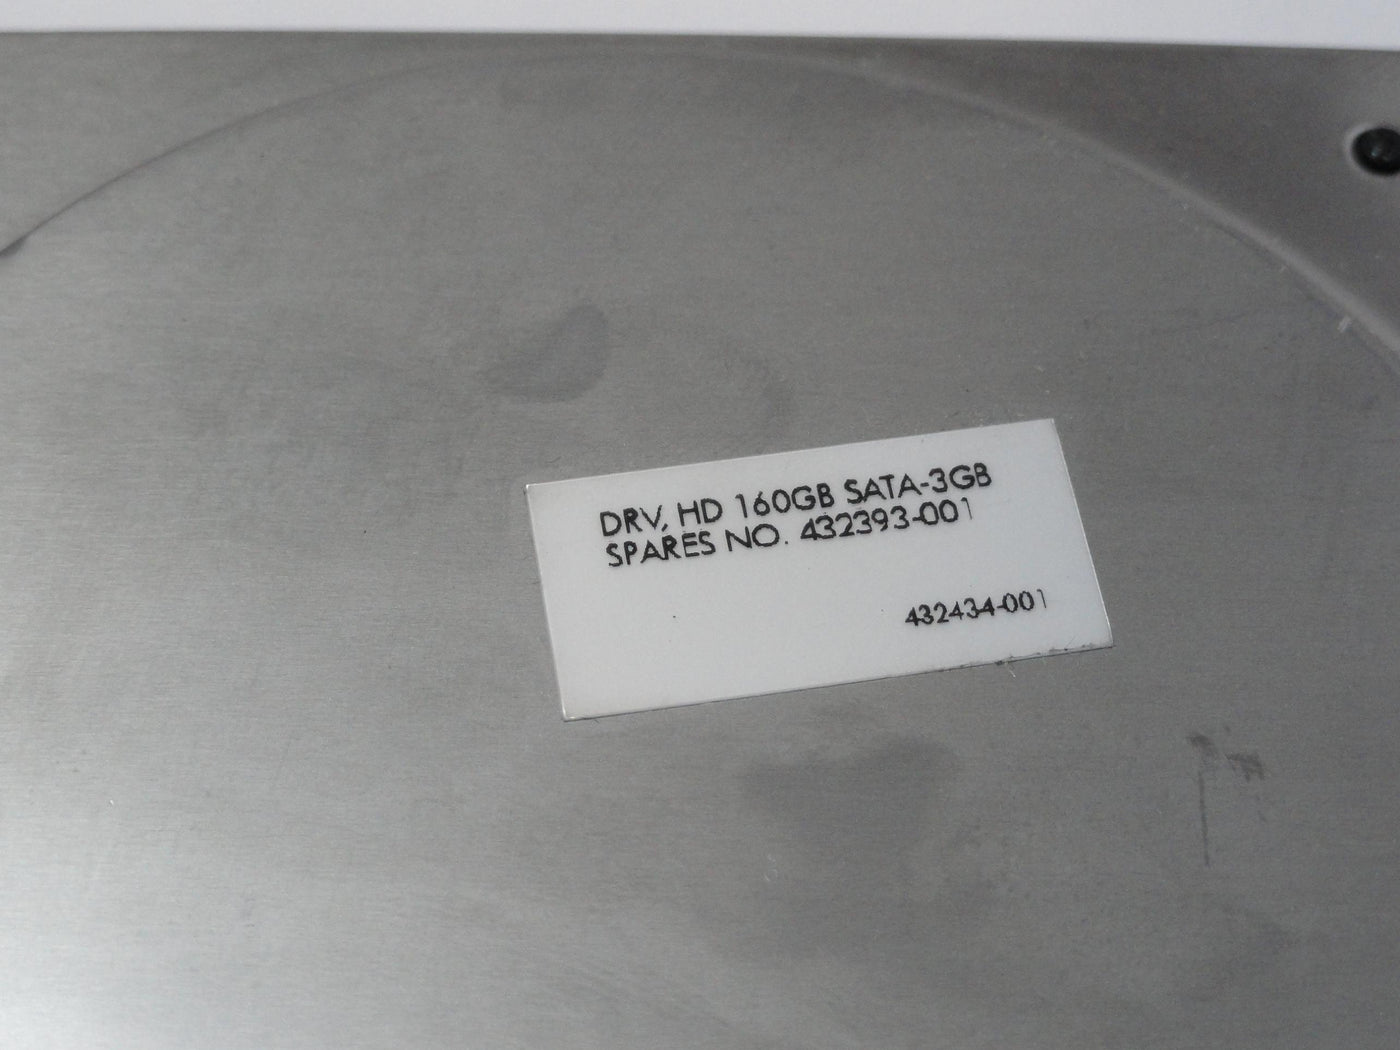 DRV, HD 160GB SATA-3GB
SPARES NO. 432393-001
432434-001